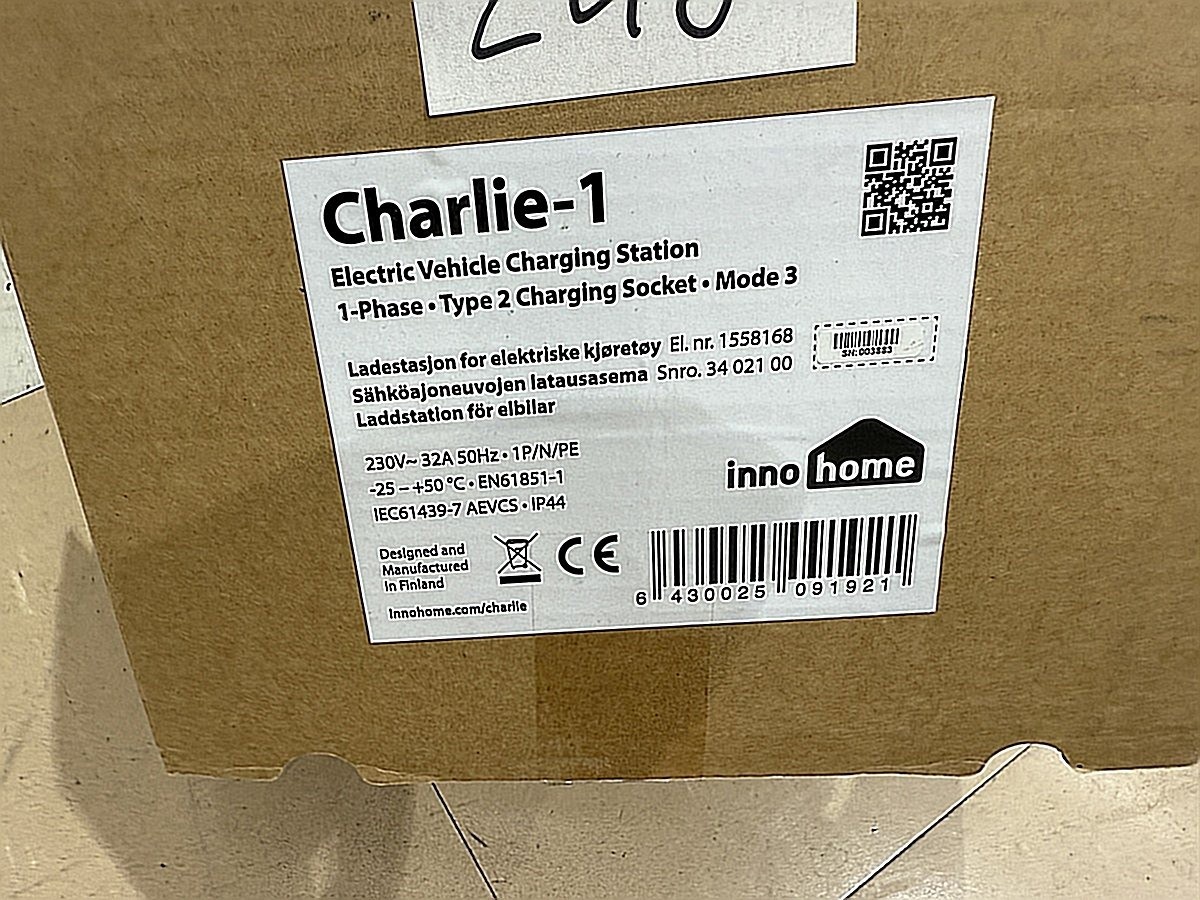 Charlie-1
Electric Vehicle Charging Station
1-Phase • Type 2 Charging Socket • Mode 3
Ladestasjon for elektriske kjøretøy El. nr. 1558168
Sähköajoneuvojen latausasema Snro. 34 021 00
Laddstation för elbilar
SN:003883
230V~ 32A 50Hz • 1P/N/PE
-25 – +50 °C • EN61851-1
IEC61439-7 AEVCS • IP44
inno home
Designed and
Manufactured
in Finland
CE
innohome.com/charlie
6 430025 091921